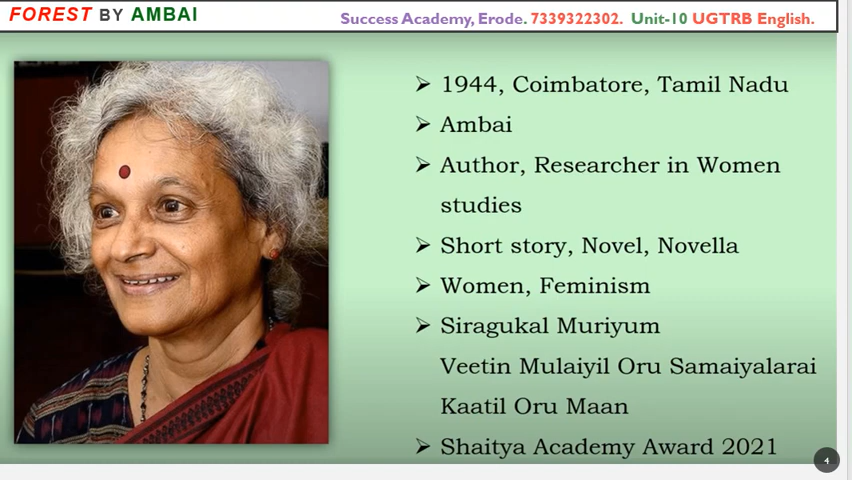 FOREST BY AMBAI
Success Academy, Erode. 7339322302. Unit-10 UGTRB English.
➢ 1944, Coimbatore, Tamil Nadu
➢ Ambai
➢ Author, Researcher in Women
studies
➢ Short story, Novel, Novella
➢ Women, Feminism
➢ Siragukal Muriyum
Veetin Mulaiyil Oru Samaiyalarai
Kaatil Oru Maan
➢ Shaitya Academy Award 2021
4